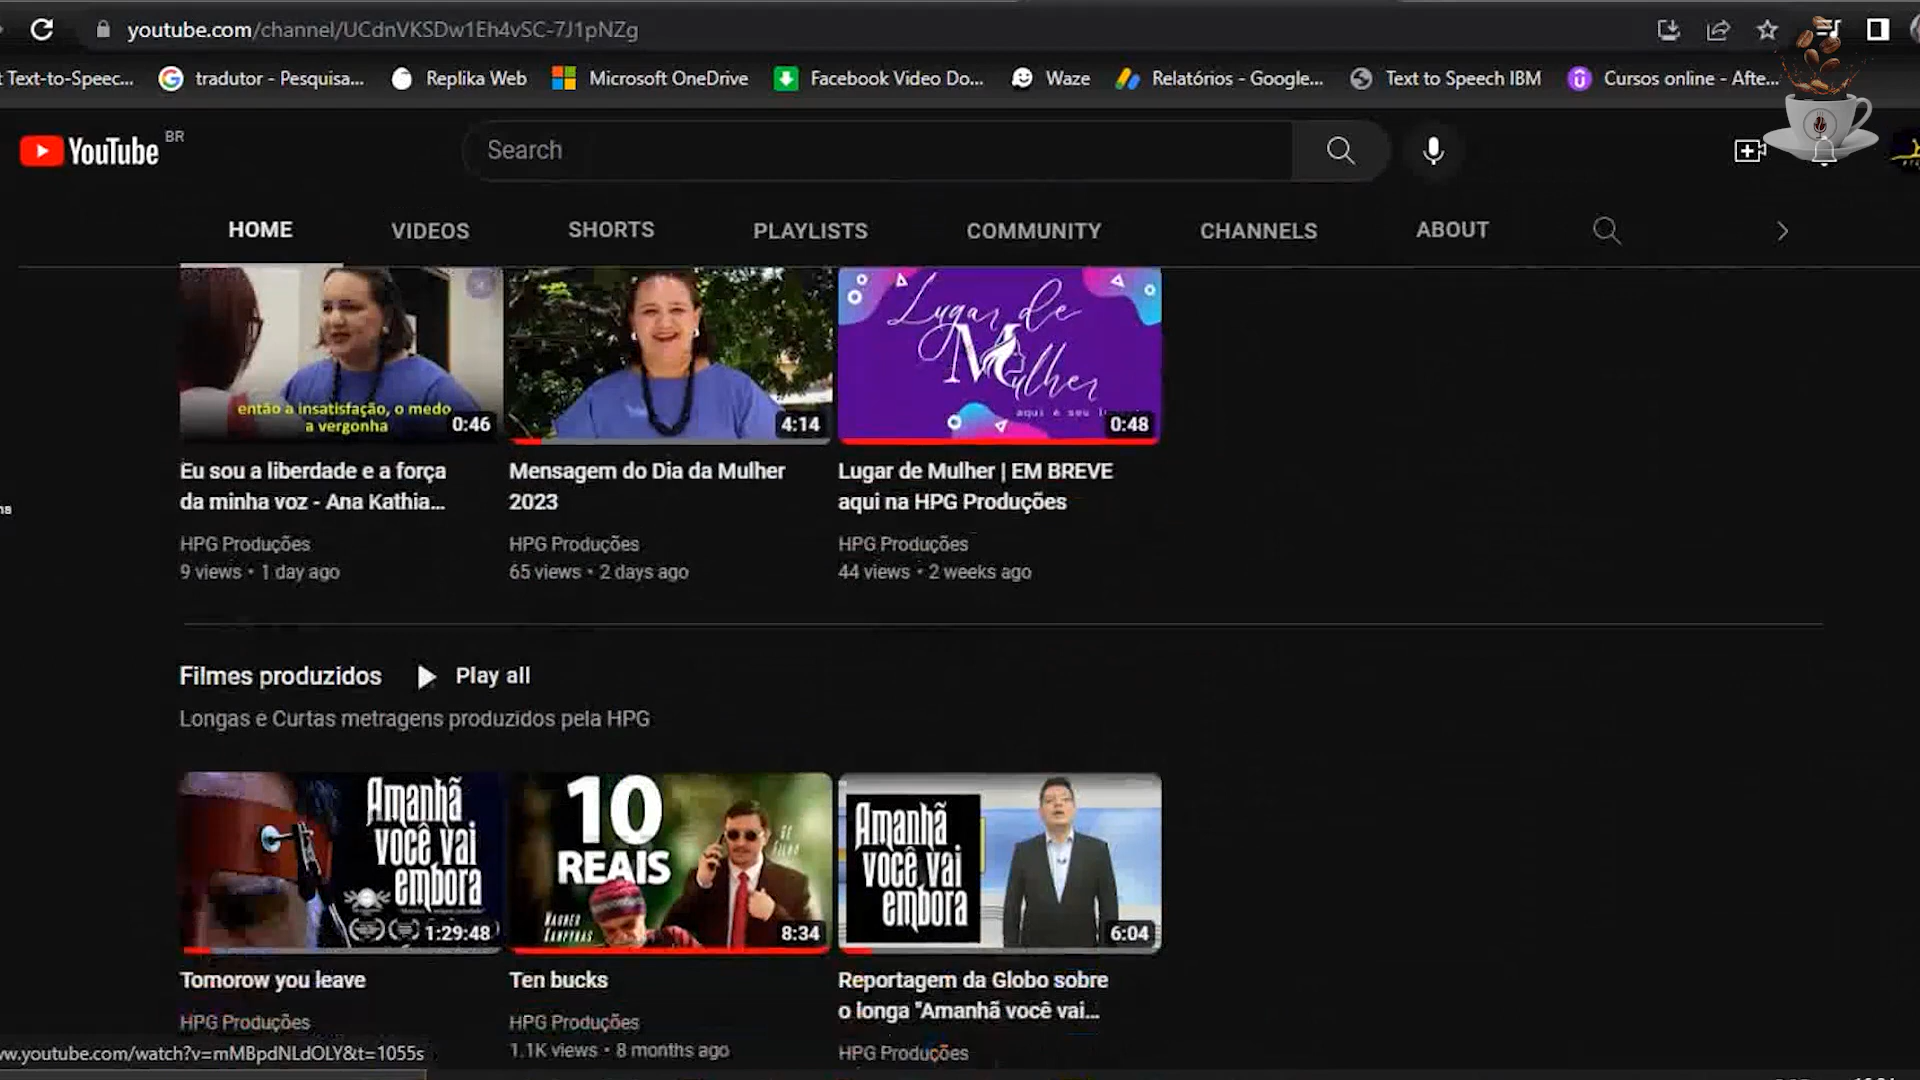 youtube.com/channel/UCdnVKSDw1Eh4vSC-7J1pNZg
t Text-to-Speec... tradutor - Pesquisa... Replika Web Microsoft OneDrive Facebook Video Do... Waze Relatórios - Google... Text to Speech IBM Cursos online - Afte...
YouTube BR Search
HOME VIDEOS SHORTS PLAYLISTS COMMUNITY CHANNELS ABOUT
então a insatisfação, o medo
a vergonha
0:46
4:14
Lugar de
Mulher
aqui é seu
0:48
Eu sou a liberdade e a força
da minha voz - Ana Kathia...
HPG Produções
9 views • 1 day ago
Mensagem do Dia da Mulher
2023
HPG Produções
65 views • 2 days ago
Lugar de Mulher | EM BREVE
aqui na HPG Produções
HPG Produções
44 views • 2 weeks ago
Filmes produzidos Play all
Longas e Curtas metragens produzidos pela HPG
Amanhã
você vai
embora
1:29:48
10
REAIS
GE
FILHO
WAGNER
8:34
Amanhã
você vai
embora
6:04
Tomorow you leave
HPG Produções
Ten bucks
HPG Produções
1.1K views • 8 months ago
Reportagem da Globo sobre
o longa "Amanhã você vai...
HPG Produções
ww.youtube.com/watch?v=mMBpdNLdOLY&t=1055s